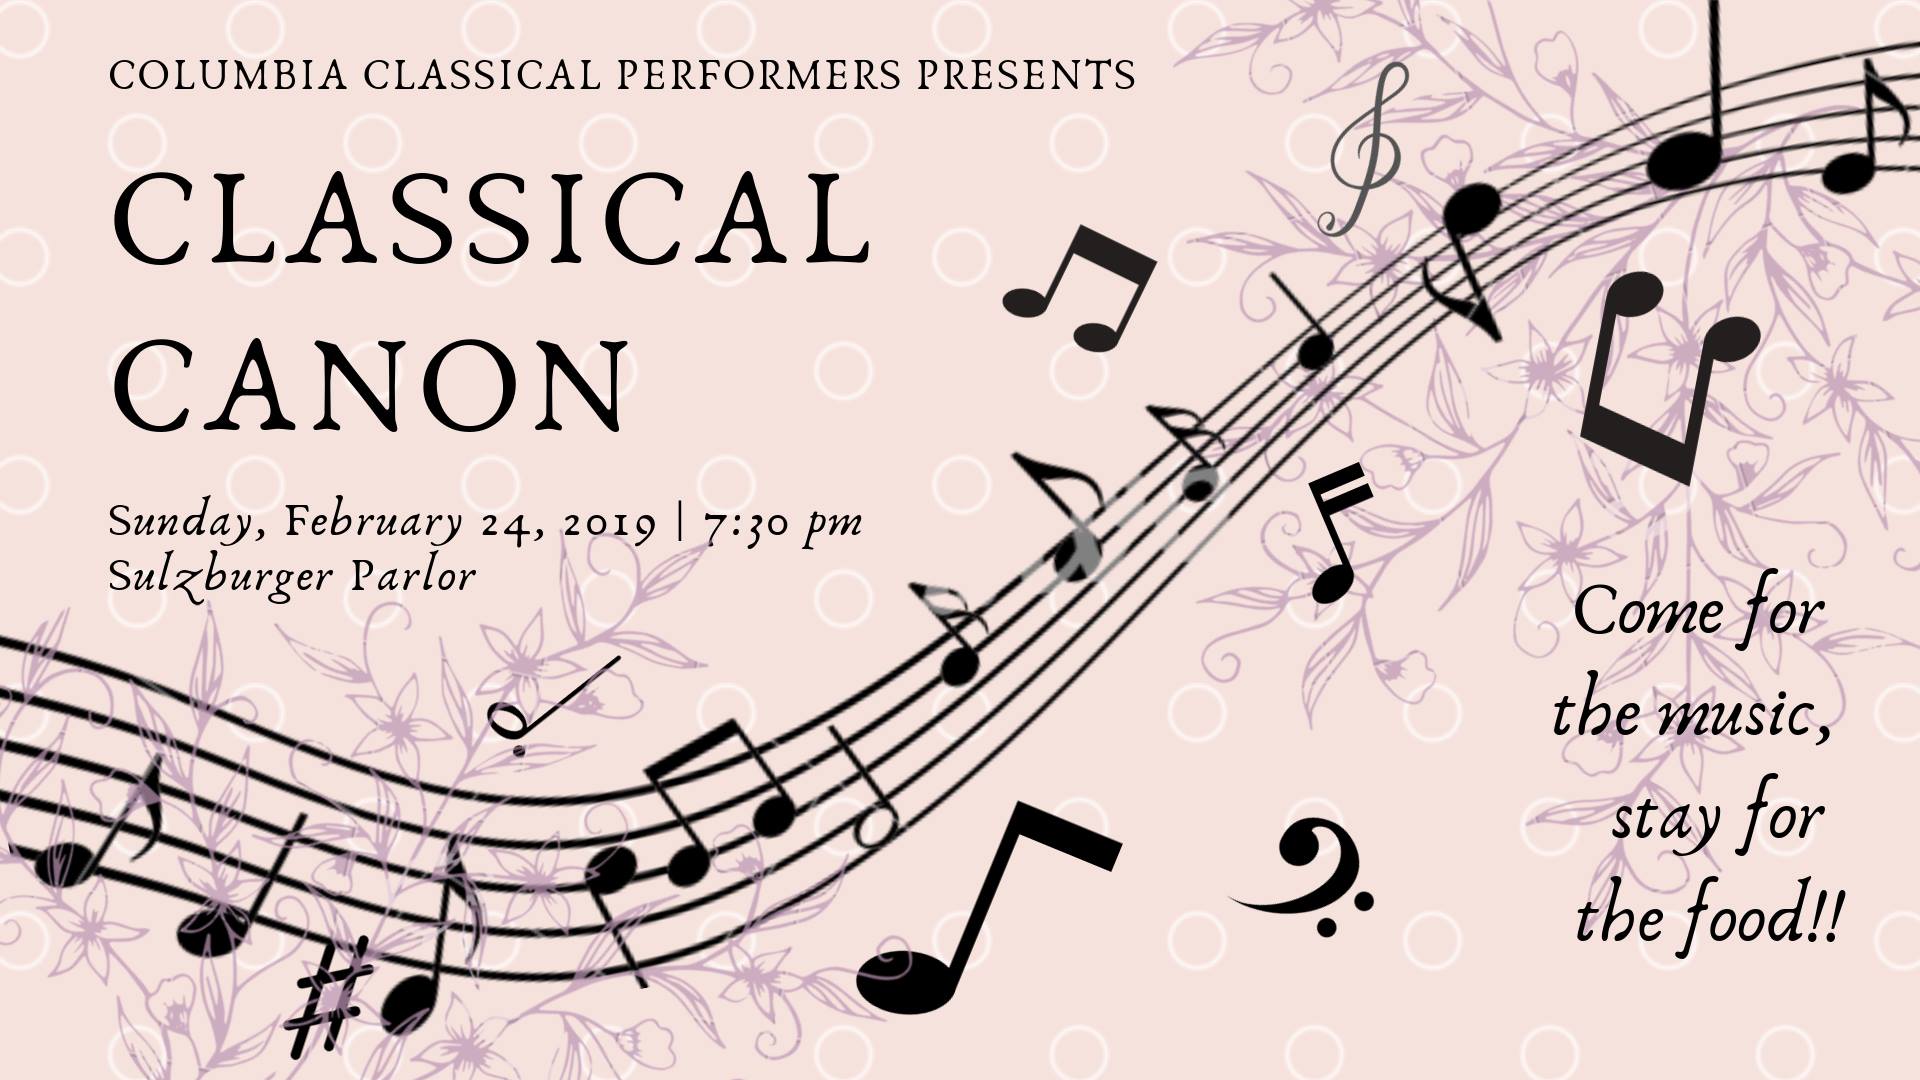 COLUMBIA CLASSICAL PERFORMERS PRESENTS
CLASSICAL
CANON
Sunday, February 24, 2019 | 7:30 pm
Sulzburger Parlor
Come for
the music,
stay for
the food!!